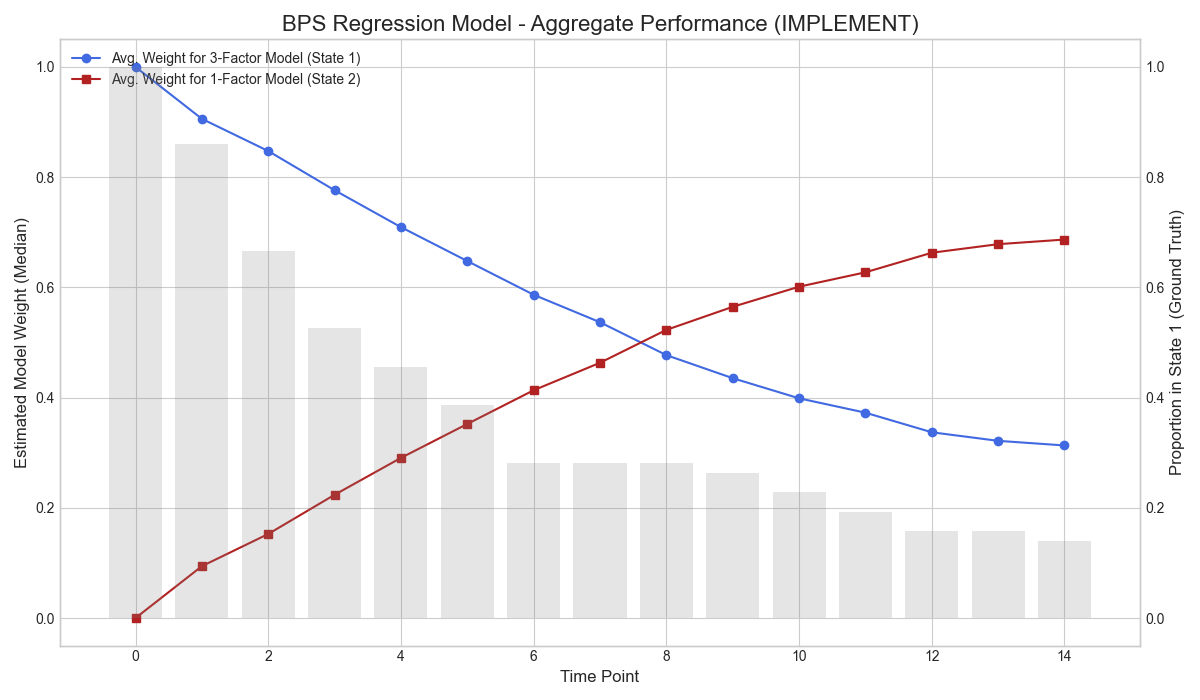 BPS Regression Model - Aggregate Performance (IMPLEMENT)
Avg. Weight for 3-Factor Model (State 1)
Avg. Weight for 1-Factor Model (State 2)
Estimated Model Weight (Median)
1.0
0.8
0.6
0.4
0.2
0.0
Proportion in State 1 (Ground Truth)
1.0
0.8
0.6
0.4
0.2
0.0
0 2 4 6 8 10 12 14
Time Point